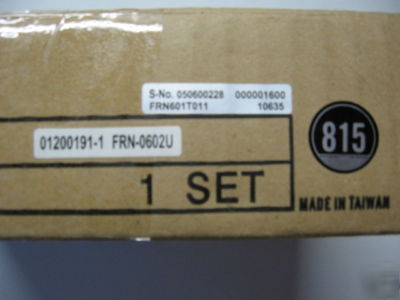 S-No. 050600228 000001600
FRN601T011 10635
815
01200191-1 FRN-0602U
1 SET
MADE IN TAIWAN